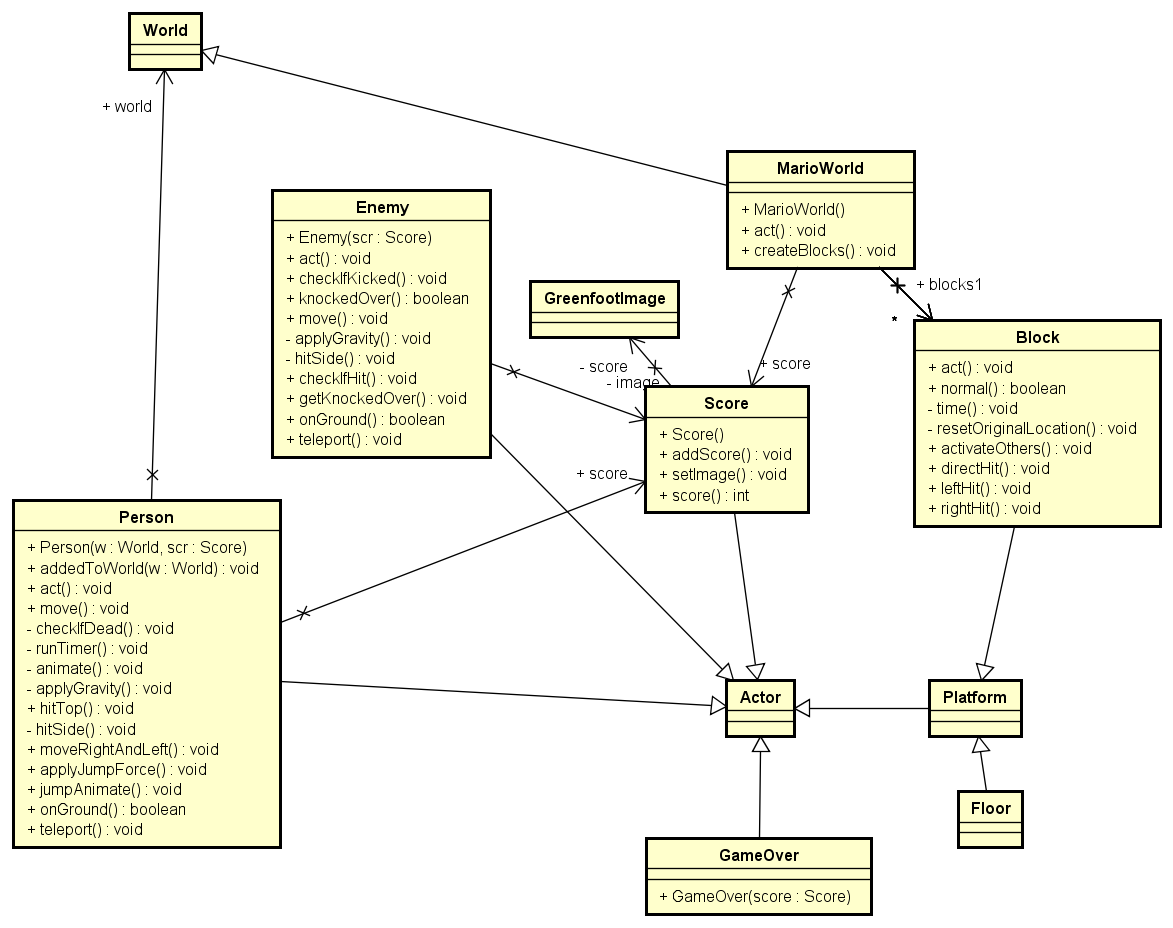 World
+ world
MarioWorld
+ MarioWorld()
+ act() : void
+ createBlocks() : void
Enemy
+ Enemy(scr : Score)
+ act() : void
+ checkIfKicked() : void
+ knockedOver() : boolean
+ move() : void
- applyGravity() : void
- hitSide() : void
+ checkIfHit() : void
+ getKnockedOver() : void
+ onGround() : boolean
+ teleport() : void
GreenfootImage
+ blocks1
*
Block
+ act() : void
+ normal() : boolean
- time() : void
- resetOriginalLocation() : void
+ activateOthers() : void
+ directHit() : void
+ leftHit() : void
+ rightHit() : void
- score
- image
+ score
Score
+ Score()
+ addScore() : void
+ setImage() : void
+ score() : int
+ score
Person
+ Person(w : World, scr : Score)
+ addedToWorld(w : World) : void
+ act() : void
+ move() : void
- checkIfDead() : void
- runTimer() : void
- animate() : void
- applyGravity() : void
+ hitTop() : void
- hitSide() : void
+ moveRightAndLeft() : void
+ applyJumpForce() : void
+ jumpAnimate() : void
+ onGround() : boolean
+ teleport() : void
Actor
Platform
Floor
GameOver
+ GameOver(score : Score)